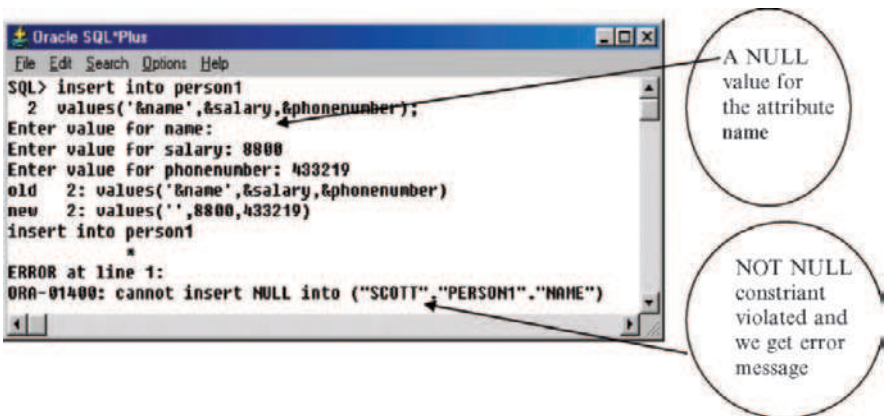 Oracle SQL*Plus
File Edit Search Options Help
SQL> insert into person1
2 values('&name',&salary,&phonenumber);
Enter value for name:
Enter value for salary: 8800
Enter value for phonenumber: 433219
old 2: values('&name',&salary,&phonenumber)
new 2: values('',8800,433219)
insert into person1
*
ERROR at line 1:
ORA-01400: cannot insert NULL into ("SCOTT"."PERSON1"."NAME")
A NULL
value for
the attribute
name
NOT NULL
constriant
violated and
we get error
message